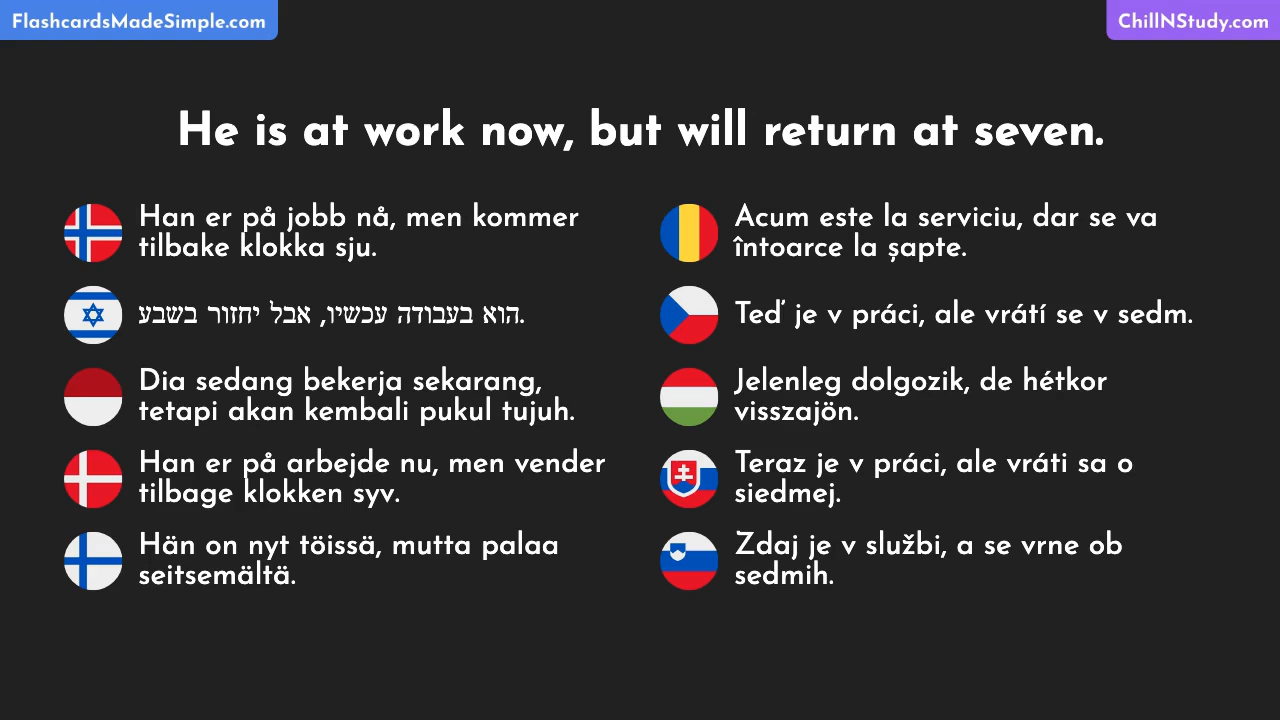 FlashcardsMadeSimple.com
ChillNStudy.com
He is at work now, but will return at seven.
Han er på jobb nå, men kommer
tilbake klokka sju.
הוא בעבודה עכשיו, אבל יחזור בשבע.
Dia sedang bekerja sekarang,
tetapi akan kembali pukul tujuh.
Han er på arbejde nu, men vender
tilbage klokken syv.
Hän on nyt töissä, mutta palaa
seitsemältä.
Acum este la serviciu, dar se va
întoarce la șapte.
Teď je v práci, ale vrátí se v sedm.
Jelenleg dolgozik, de hétkor
visszajön.
Teraz je v práci, ale vráti sa o
siedmej.
Zdaj je v službi, a se vrne ob
sedmih.